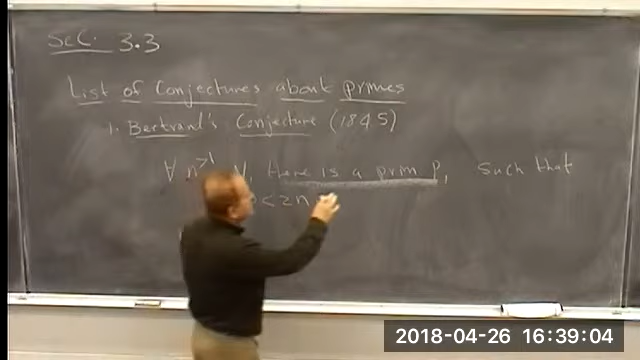 Sec. 3.3
List of Conjectures about primes
1. Bertrand's Conjecture (1845)
∀ n>1 N, there is a prim P, such that
< 2n
2018-04-26 16:39:04